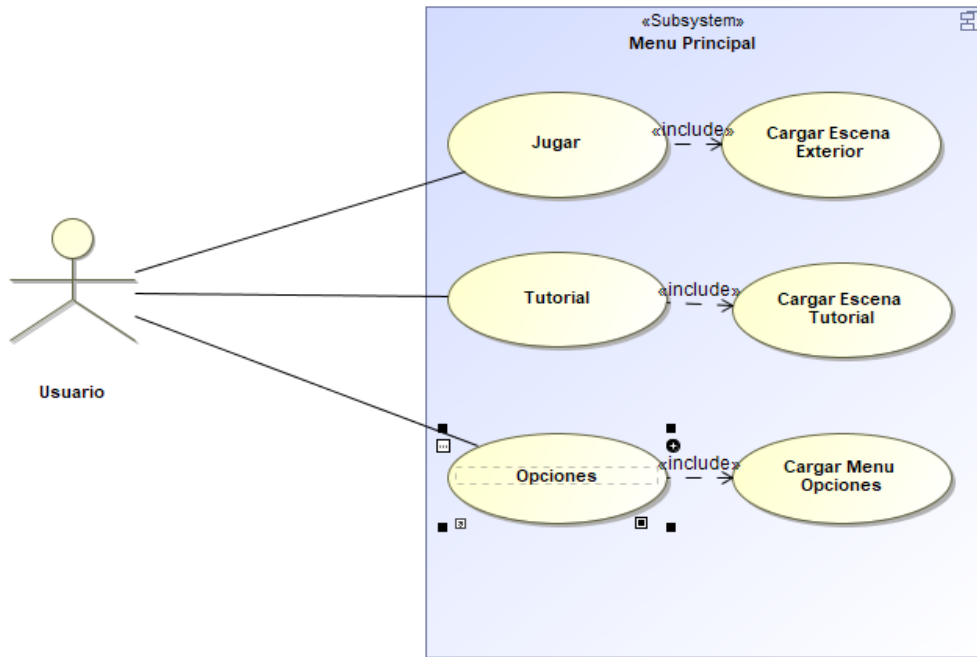 «Subsystem»
Menu Principal
Jugar
«include»
Cargar Escena
Exterior
Tutorial
«include»
Cargar Escena
Tutorial
Usuario
Opciones
«include»
Cargar Menu
Opciones